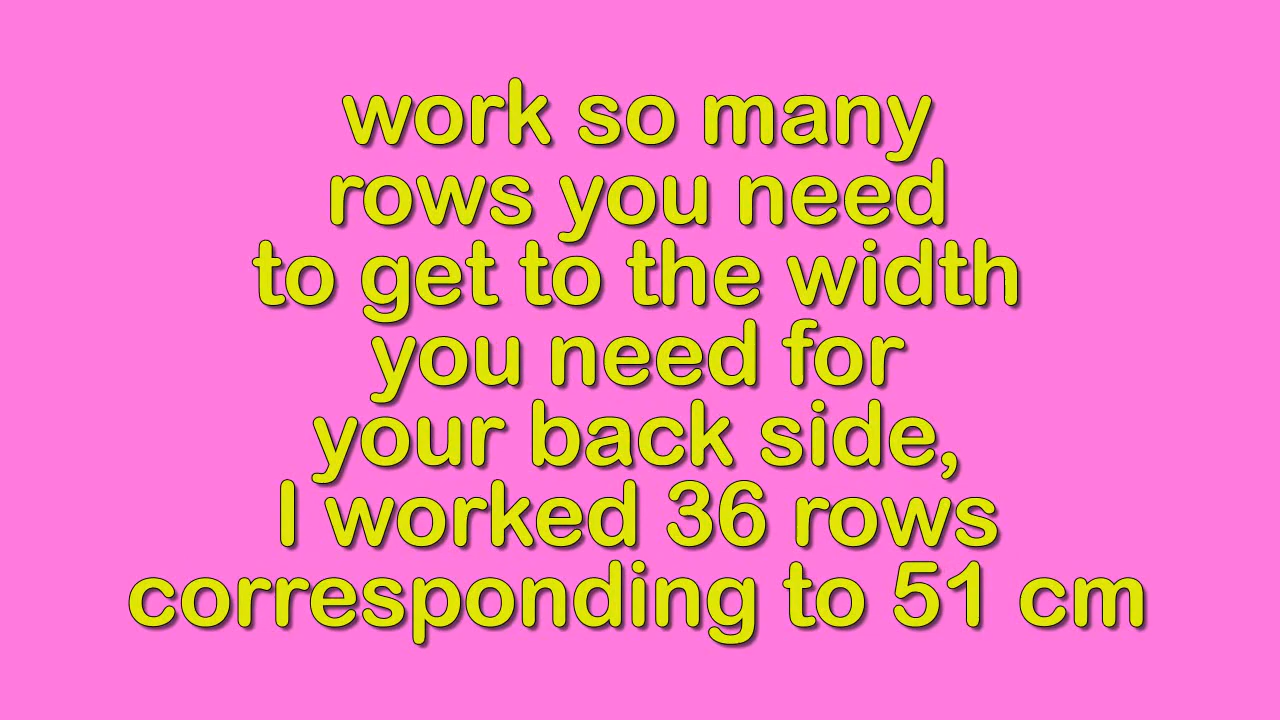 work so many
rows you need
to get to the width
you need for
your back side,
I worked 36 rows
corresponding to 51 cm